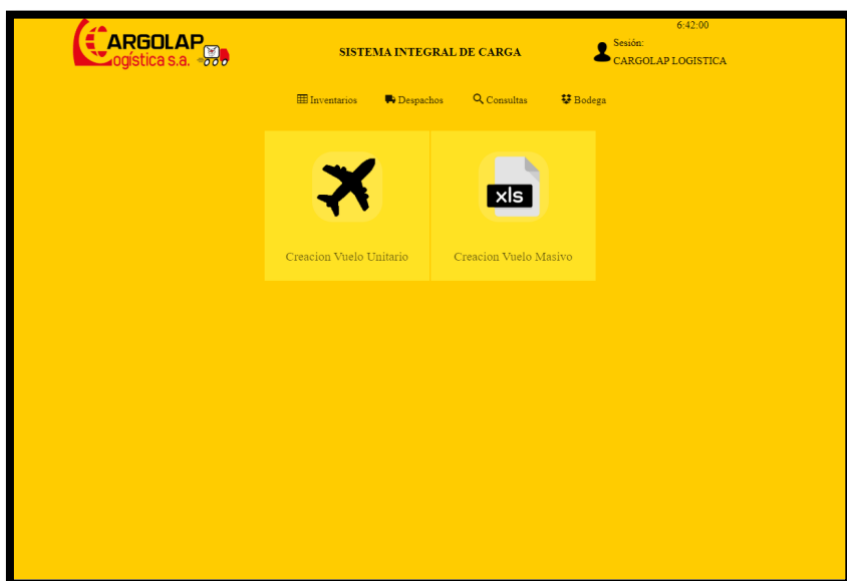 6:42:00
CARGOLAP
Logística s.a.
SISTEMA INTEGRAL DE CARGA
Sesión:
CARGOLAP LOGISTICA
Inventarios
Despachos
Consultas
Bodega
xls
Creacion Vuelo Unitario
Creacion Vuelo Masivo